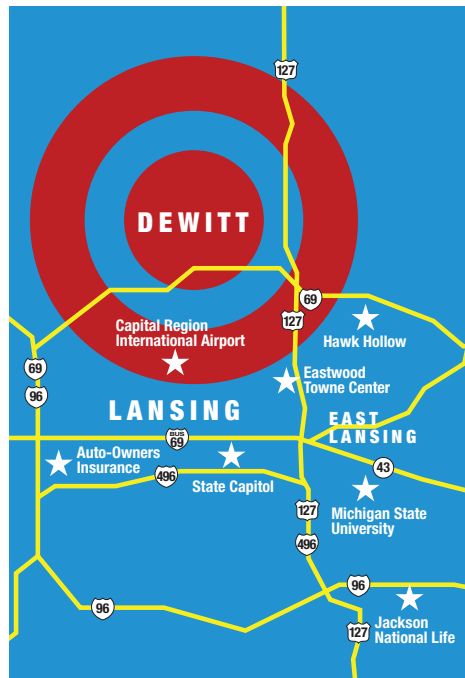 127
DEWITT
69
127
Capital Region
International Airport
Hawk Hollow
69
96
Eastwood
Towne Center
LANSING
EAST
LANSING
BUS
69
Auto-Owners
Insurance
496
State Capitol
43
127
Michigan State
University
496
96
96
Jackson
National Life
127